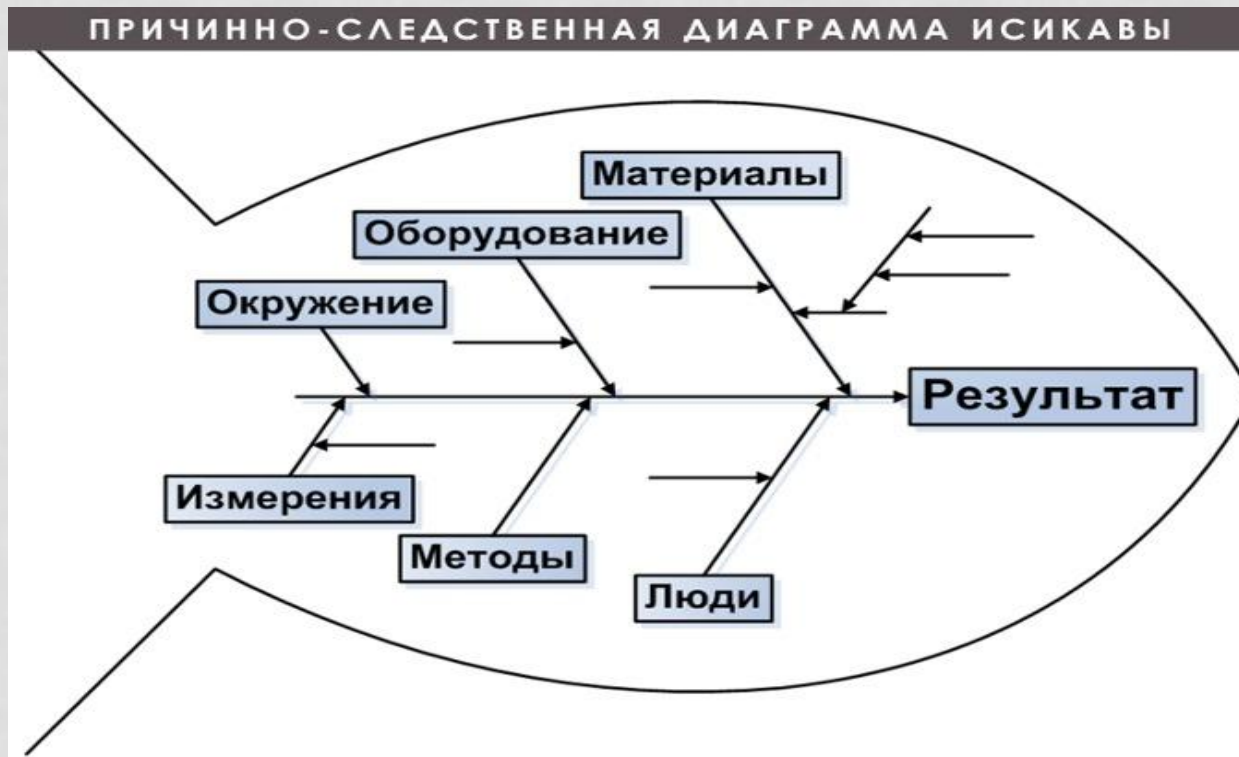 ПРИЧИННО-СЛЕДСТВЕННАЯ ДИАГРАММА ИСИКАВЫ
Материалы
Оборудование
Окружение
Результат
Измерения
Методы
Люди